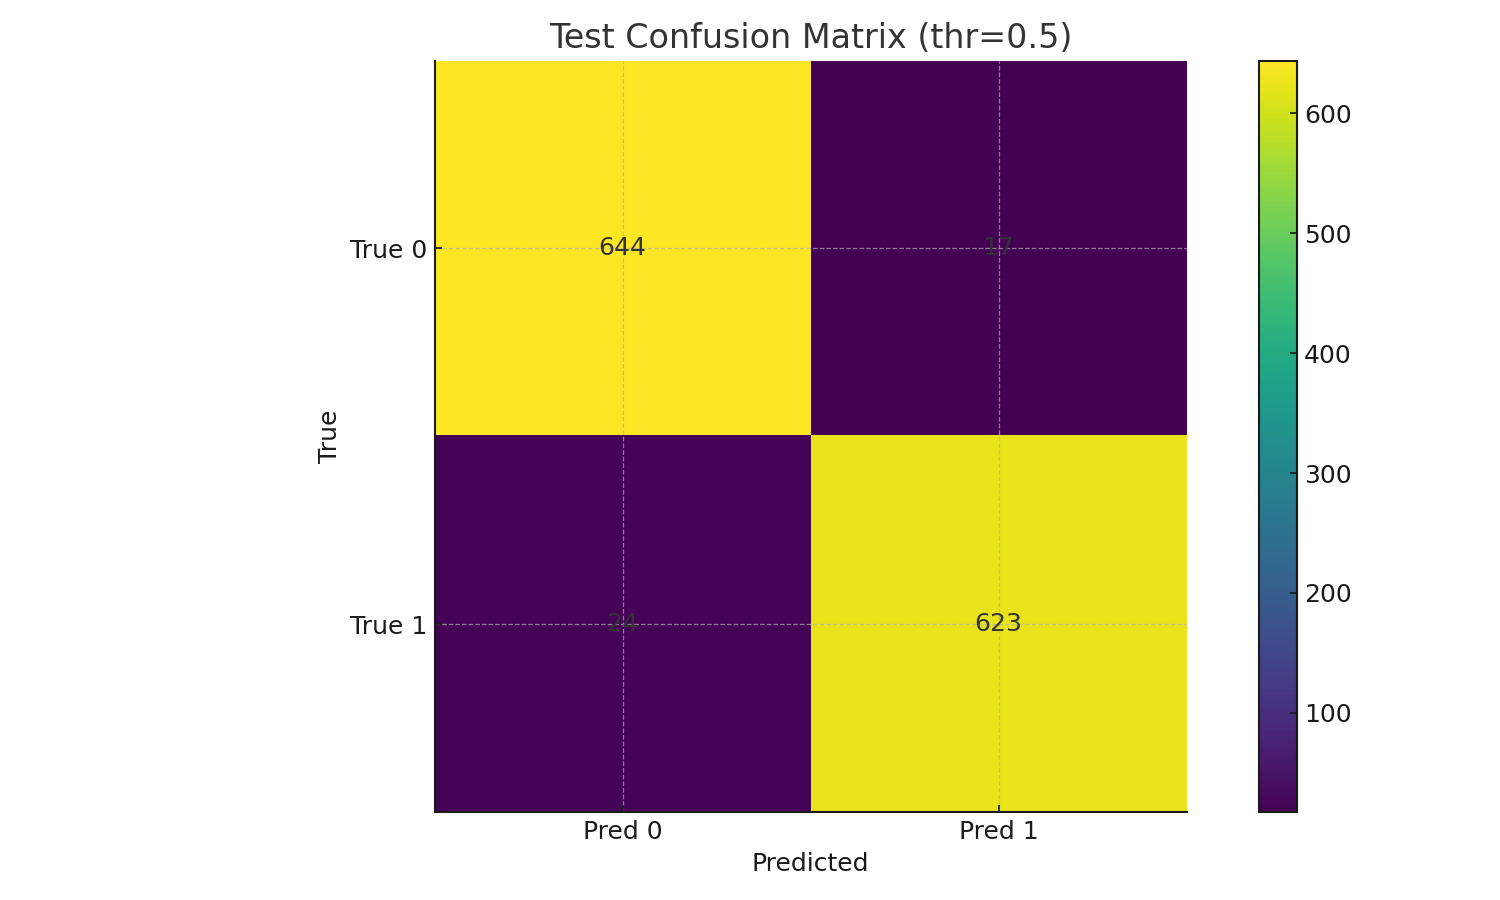 Test Confusion Matrix (thr=0.5)
True
True 0
True 1
644
17
24
623
Pred 0
Pred 1
Predicted
600
500
400
300
200
100